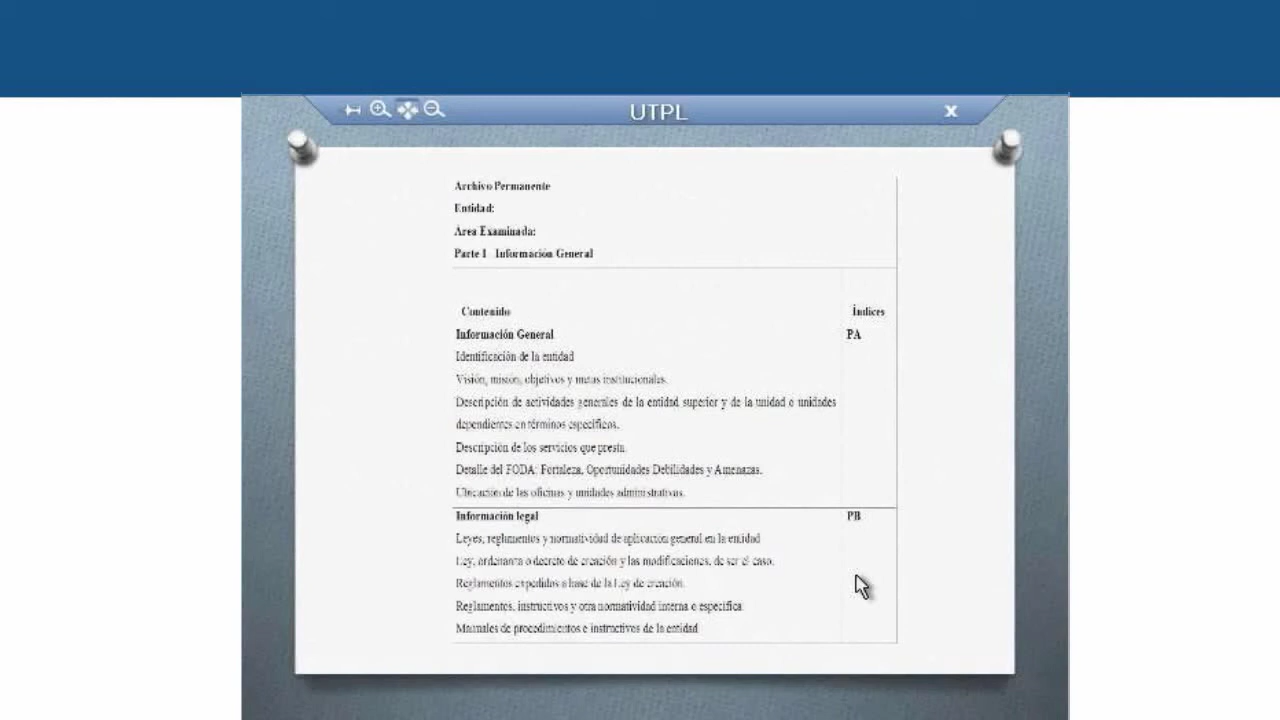 UTPL
Archivo Permanente
Entidad:
Area Examinada:
Parte I Información General
Contenido Índices
Información General PA
Identificación de la entidad
Visión, misión, objetivos y metas institucionales.
Descripción de actividades generales de la entidad superior y de la unidad o unidades
dependientes en términos específicos.
Descripción de los servicios que presta.
Detalle del FODA: Fortaleza, Oportunidades Debilidades y Amenazas.
Ubicación de las oficinas y unidades administrativas.
Información legal PB
Leyes, reglamentos y normatividad de aplicación general en la entidad
Ley, ordenanza o decreto de creación y las modificaciones, de ser el caso.
Reglamentos expedidos a base de la Ley de creación.
Reglamentos, instructivos y otra normatividad interna o específica
Manuales de procedimientos e instructivos de la entidad